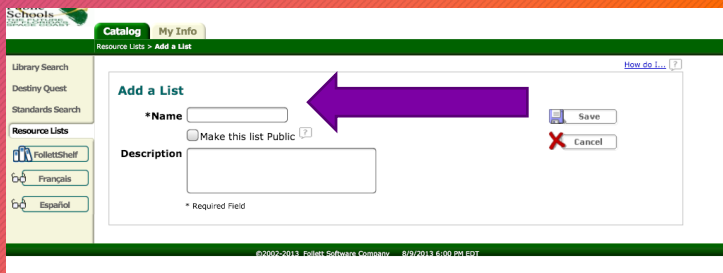 Schools
Catalog
My Info
Resource Lists > Add a List
How do I... ?
Library Search
Destiny Quest
Standards Search
Resource Lists
FollettShelf
Français
Español
Add a List
*Name
Make this list Public ?
Description
* Required Field
Save
Cancel
©2002-2013 Follett Software Company 8/9/2013 6:00 PM EDT